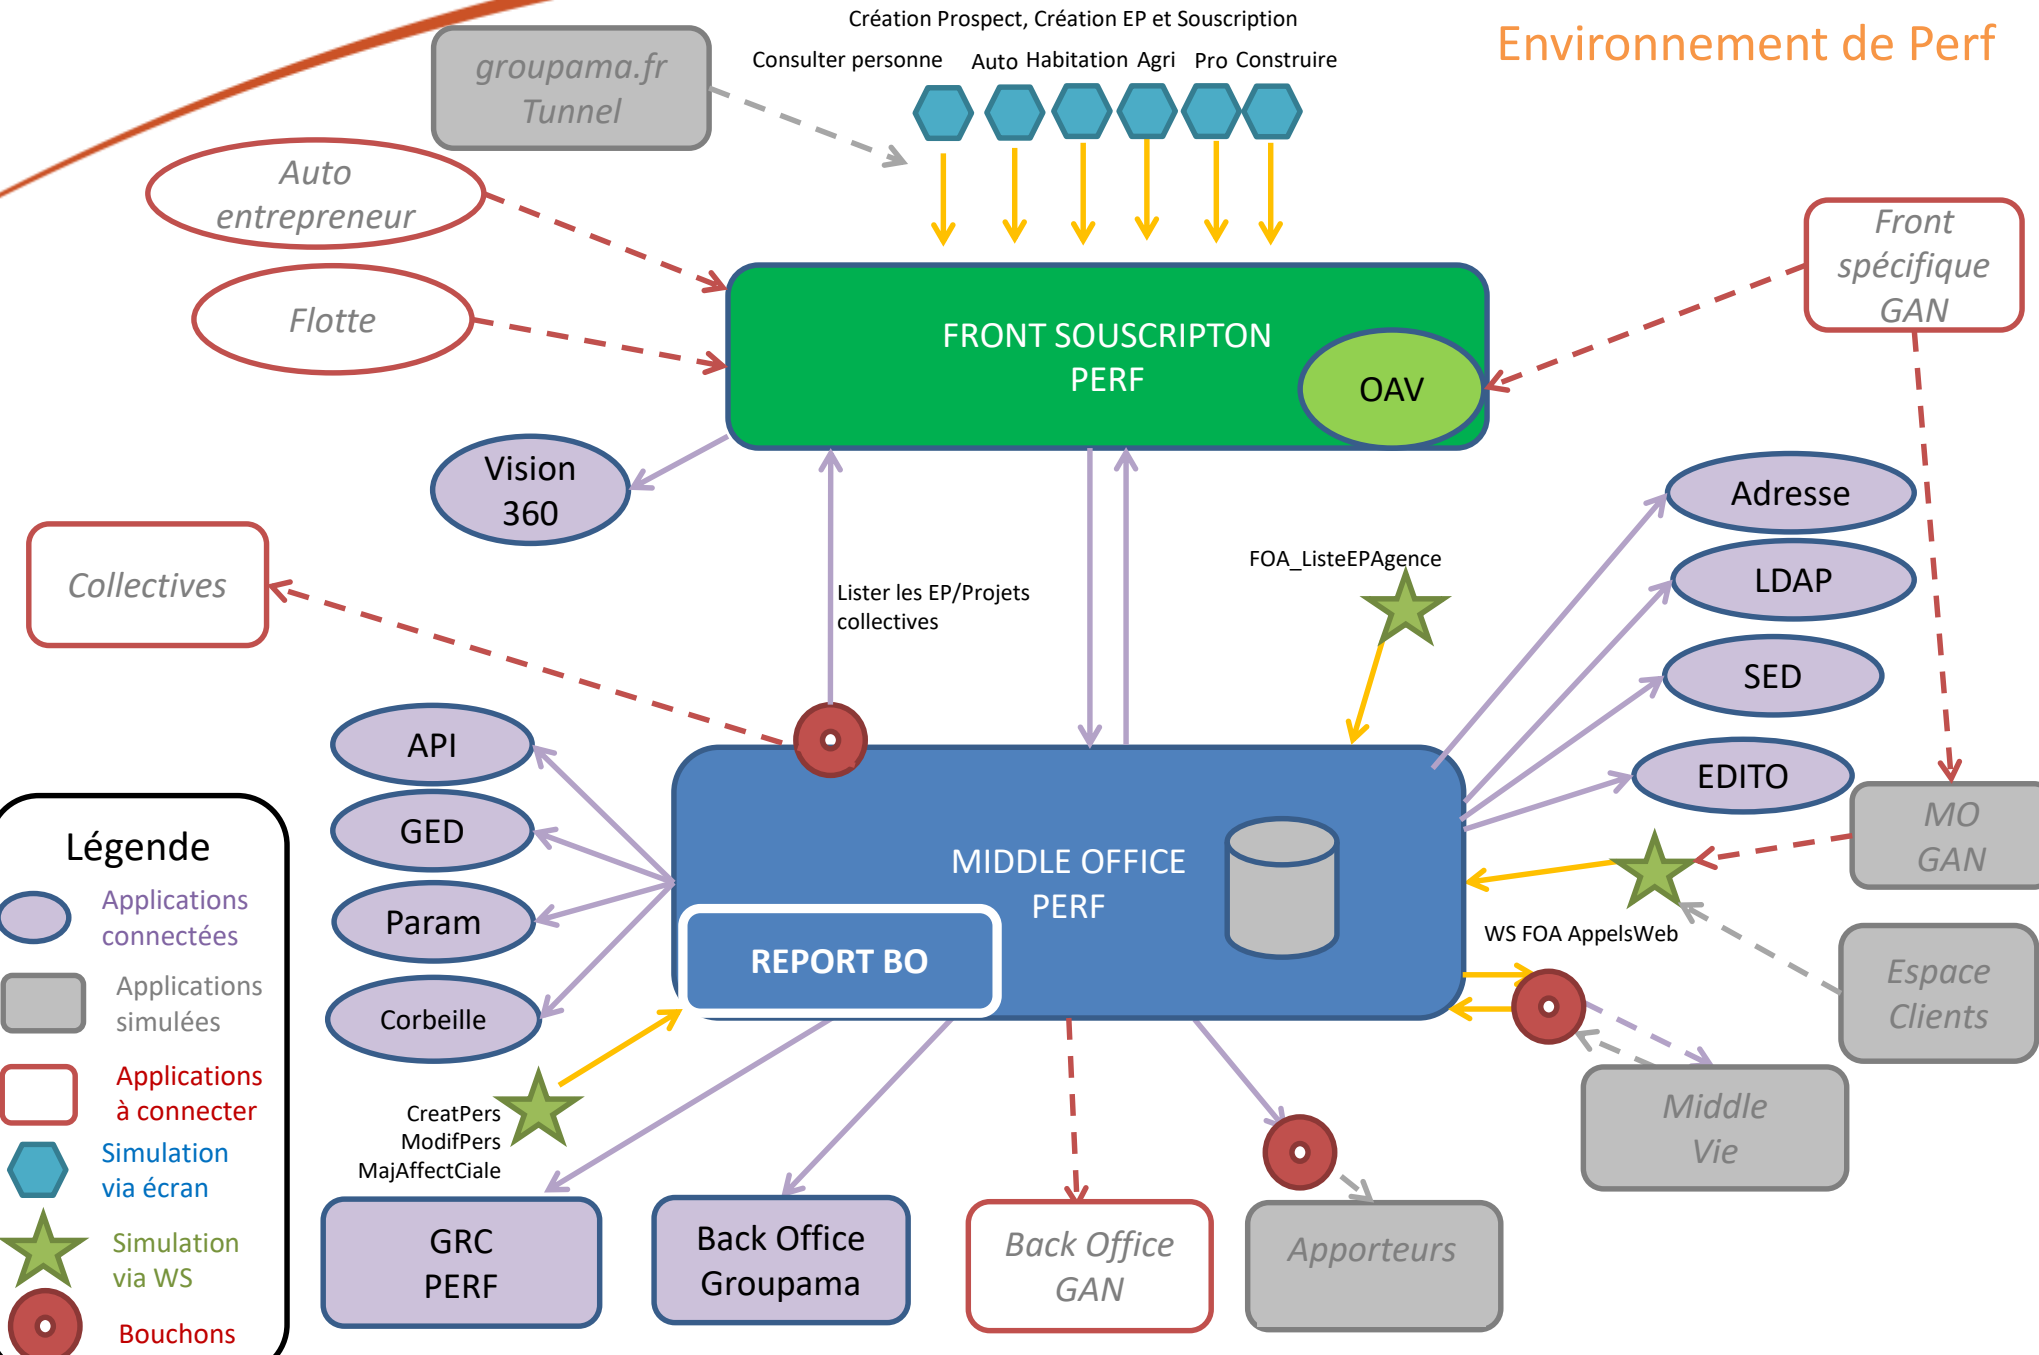 Création Prospect, Création EP et Souscription
Environnement de Perf
Consulter personne
Auto Habitation Agri Pro Construire
groupama.fr
Tunnel
Auto
entrepreneur
Flotte
Front
spécifique
GAN
FRONT SOUSCRIPTON
PERF
OAV
Vision
360
Adresse
LDAP
SED
EDITO
FOA_ListeEPAgence
Collectives
Lister les EP/Projets
collectives
API
GED
Param
Corbeille
MIDDLE OFFICE
PERF
REPORT BO
MO
GAN
WS FOA AppelsWeb
Espace
Clients
Middle
Vie
CreatPers
ModifPers
MajAffectCiale
GRC
PERF
Back Office
Groupama
Back Office
GAN
Apporteurs
Légende
Applications
connectées
Applications
simulées
Applications
à connecter
Simulation
via écran
Simulation
via WS
Bouchons